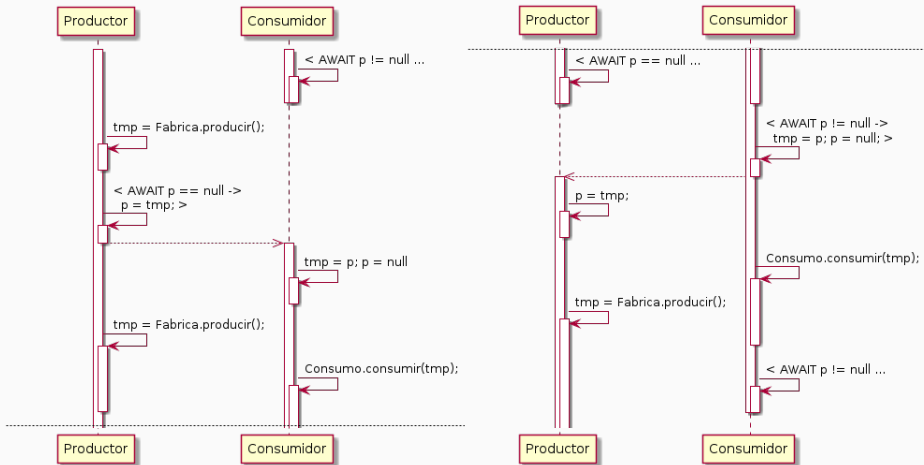 Productor
Consumidor
< AWAIT p != null ...
tmp = Fabrica.producir();
< AWAIT p == null ->
p = tmp; >
tmp = p; p = null
tmp = Fabrica.producir();
Consumo.consumir(tmp);
Productor
Consumidor
Productor
Consumidor
< AWAIT p == null ...
< AWAIT p != null ->
tmp = p; p = null; >
p = tmp;
Consumo.consumir(tmp);
tmp = Fabrica.producir();
< AWAIT p != null ...
Productor
Consumidor